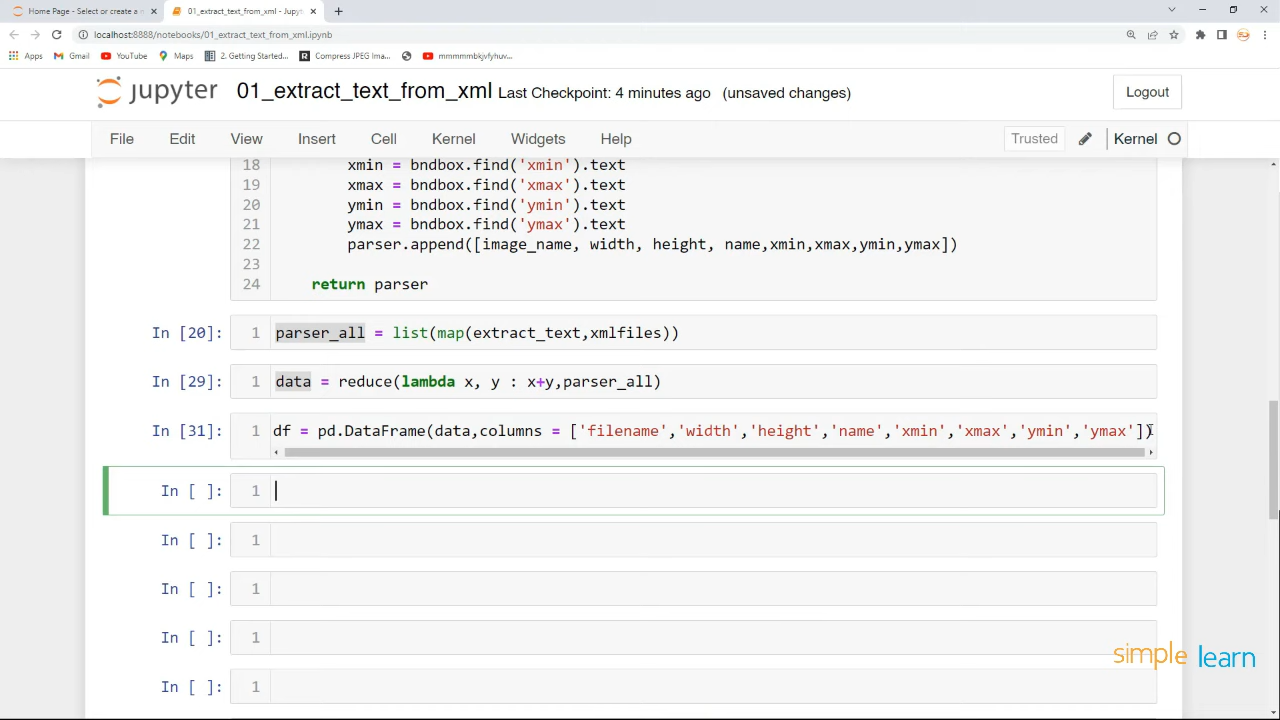 Home Page - Select or create a n
01_extract_text_from_xml - Jupy
localhost:8888/notebooks/01_extract_text_from_xml.ipynb
Apps
Gmail
YouTube
Maps
2. Getting Started...
Compress JPEG Ima...
mmmmmbkjvfyhuv...
jupyter
01_extract_text_from_xml Last Checkpoint: 4 minutes ago (unsaved changes)
Logout
File Edit View Insert Cell Kernel Widgets Help
Trusted
Kernel
18 xmin = bndbox.find('xmin').text
19 xmax = bndbox.find('xmax').text
20 ymin = bndbox.find('ymin').text
21 ymax = bndbox.find('ymax').text
22 parser.append([image_name, width, height, name,xmin,xmax,ymin,ymax])
23
24 return parser
In [20]: 1 parser_all = list(map(extract_text,xmlfiles))
In [29]: 1 data = reduce(lambda x, y : x+y,parser_all)
In [31]: 1 df = pd.DataFrame(data,columns = ['filename','width','height','name','xmin','xmax','ymin','ymax'])
In [ ]: 1
In [ ]: 1
In [ ]: 1
In [ ]: 1
In [ ]: 1
simplelearn